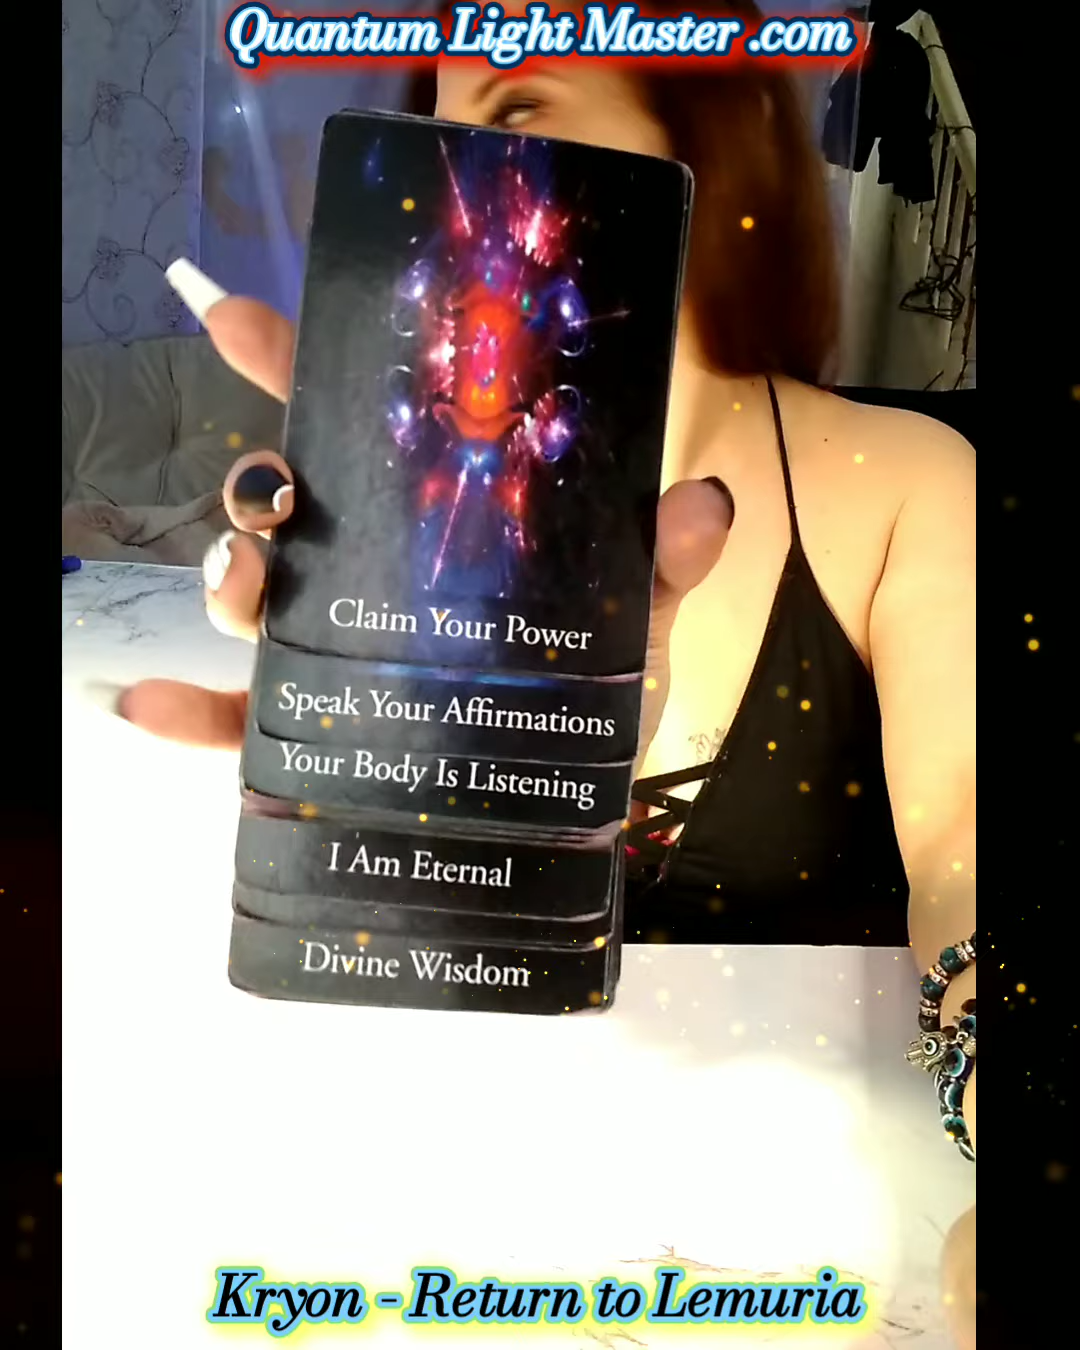 Quantum Light Master .com
Claim Your Power
Speak Your Affirmations
Your Body Is Listening
I Am Eternal
Divine Wisdom
Kryon - Return to Lemuria